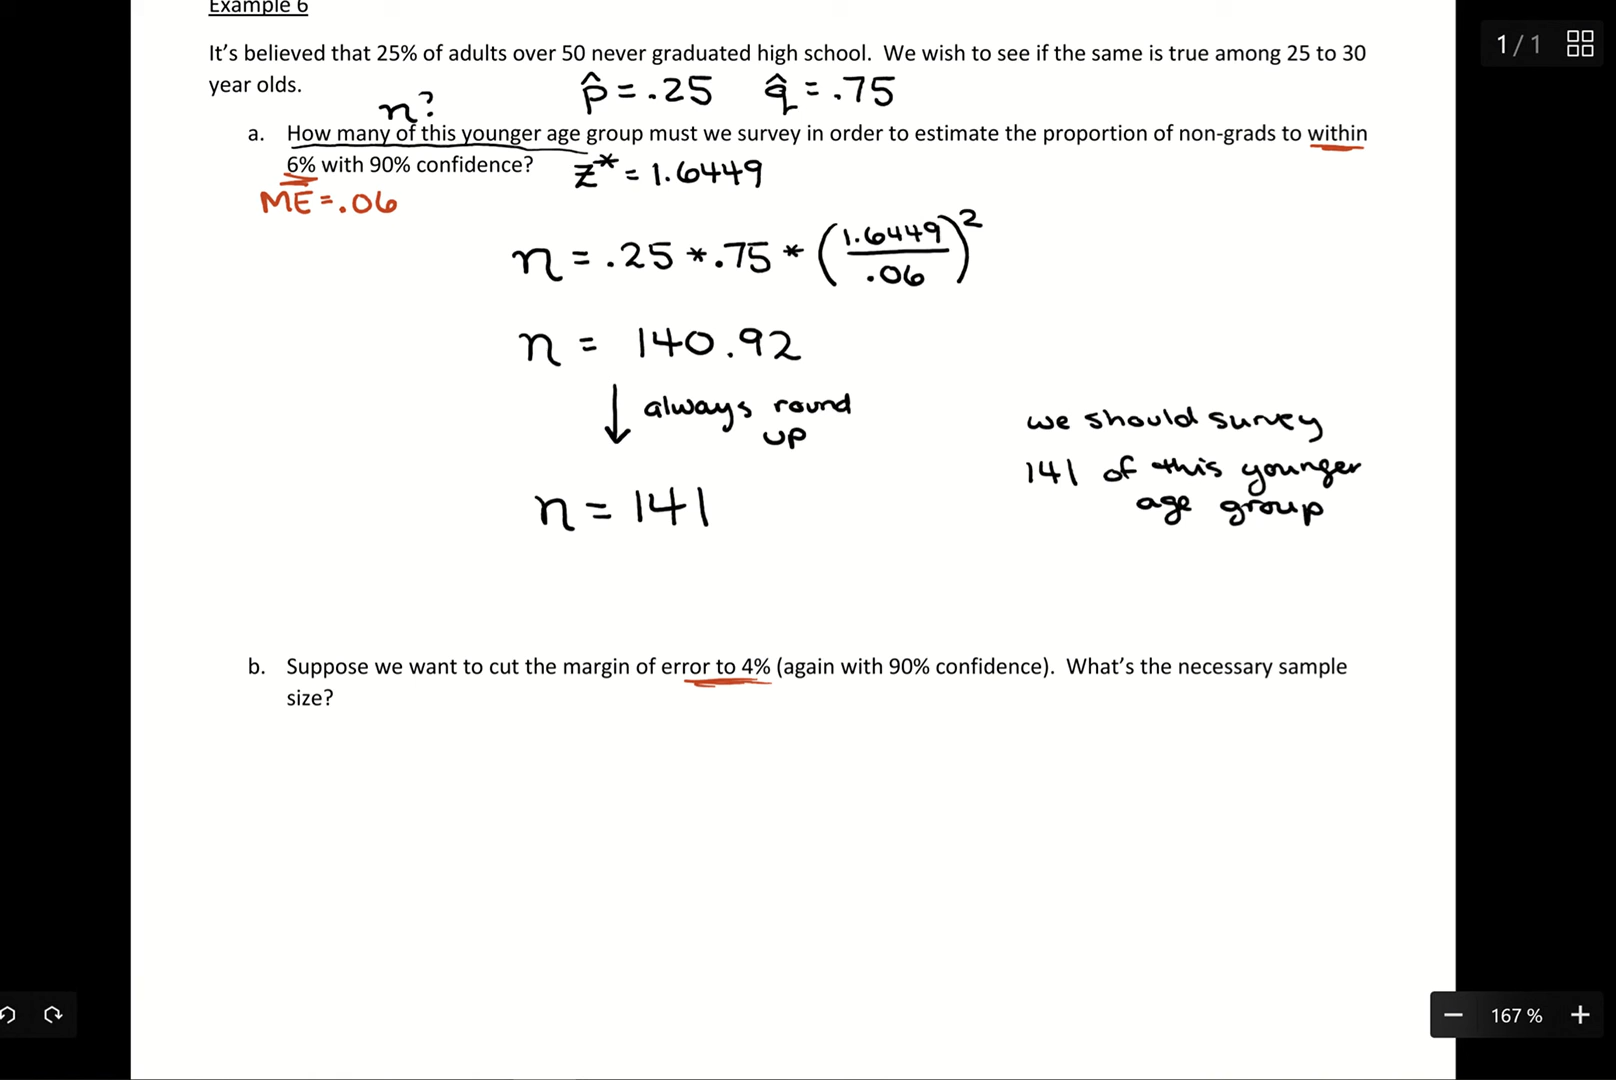 Example 6
1 / 1
It's believed that 25% of adults over 50 never graduated high school. We wish to see if the same is true among 25 to 30
year olds.
p̂ = .25 q̂ = .75
n?
a. How many of this younger age group must we survey in order to estimate the proportion of non-grads to within
6% with 90% confidence?
z* = 1.6449
ME = .06
n = .25 * .75 * (1.6449/.06)²
n = 140.92
always round
up
n = 141
we should survey
141 of this younger
age group
b. Suppose we want to cut the margin of error to 4% (again with 90% confidence). What's the necessary sample
size?
167 %